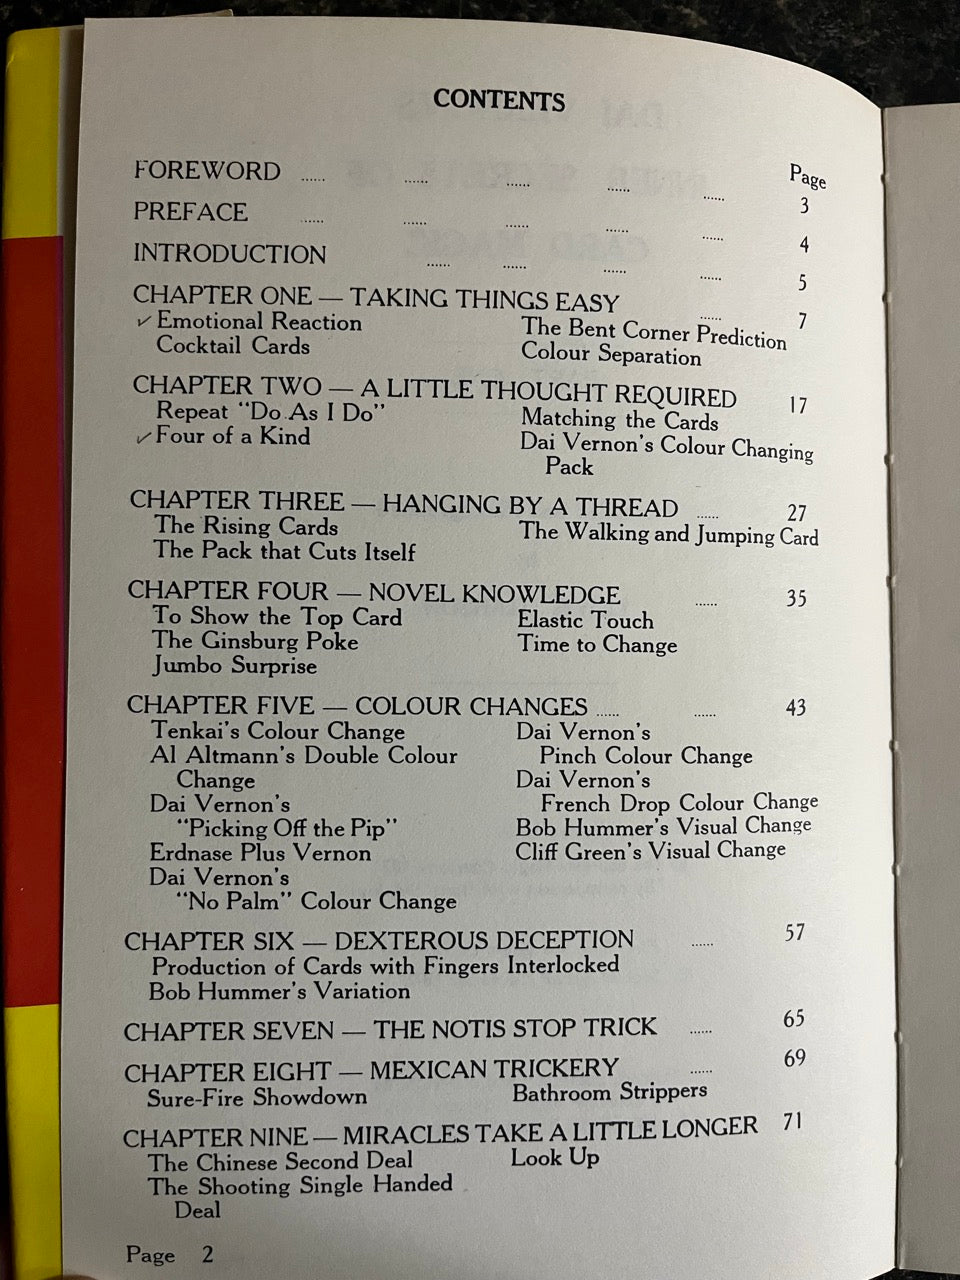 CONTENTS
Page
FOREWORD ...... ...... ...... ...... ...... 3
PREFACE ...... ...... ...... ...... ...... 4
INTRODUCTION ...... ...... ...... ...... 5
CHAPTER ONE — TAKING THINGS EASY ...... 7
✓ Emotional Reaction The Bent Corner Prediction
Cocktail Cards Colour Separation
CHAPTER TWO — A LITTLE THOUGHT REQUIRED 17
Repeat “Do As I Do” Matching the Cards
✓ Four of a Kind Dai Vernon's Colour Changing
Pack
CHAPTER THREE — HANGING BY A THREAD ...... 27
The Rising Cards The Walking and Jumping Card
The Pack that Cuts Itself
CHAPTER FOUR — NOVEL KNOWLEDGE ...... 35
To Show the Top Card Elastic Touch
The Ginsburg Poke Time to Change
Jumbo Surprise
CHAPTER FIVE — COLOUR CHANGES ...... ...... 43
Tenkai's Colour Change Dai Vernon's
Al Altmann's Double Colour Pinch Colour Change
Change Dai Vernon's
Dai Vernon's French Drop Colour Change
“Picking Off the Pip” Bob Hummer's Visual Change
Erdnase Plus Vernon Cliff Green's Visual Change
Dai Vernon's
“No Palm” Colour Change
CHAPTER SIX — DEXTEROUS DECEPTION ...... 57
Production of Cards with Fingers Interlocked
Bob Hummer's Variation
CHAPTER SEVEN — THE NOTIS STOP TRICK ...... 65
CHAPTER EIGHT — MEXICAN TRICKERY ...... 69
Sure-Fire Showdown Bathroom Strippers
CHAPTER NINE — MIRACLES TAKE A LITTLE LONGER 71
The Chinese Second Deal Look Up
The Shooting Single Handed
Deal
Page 2